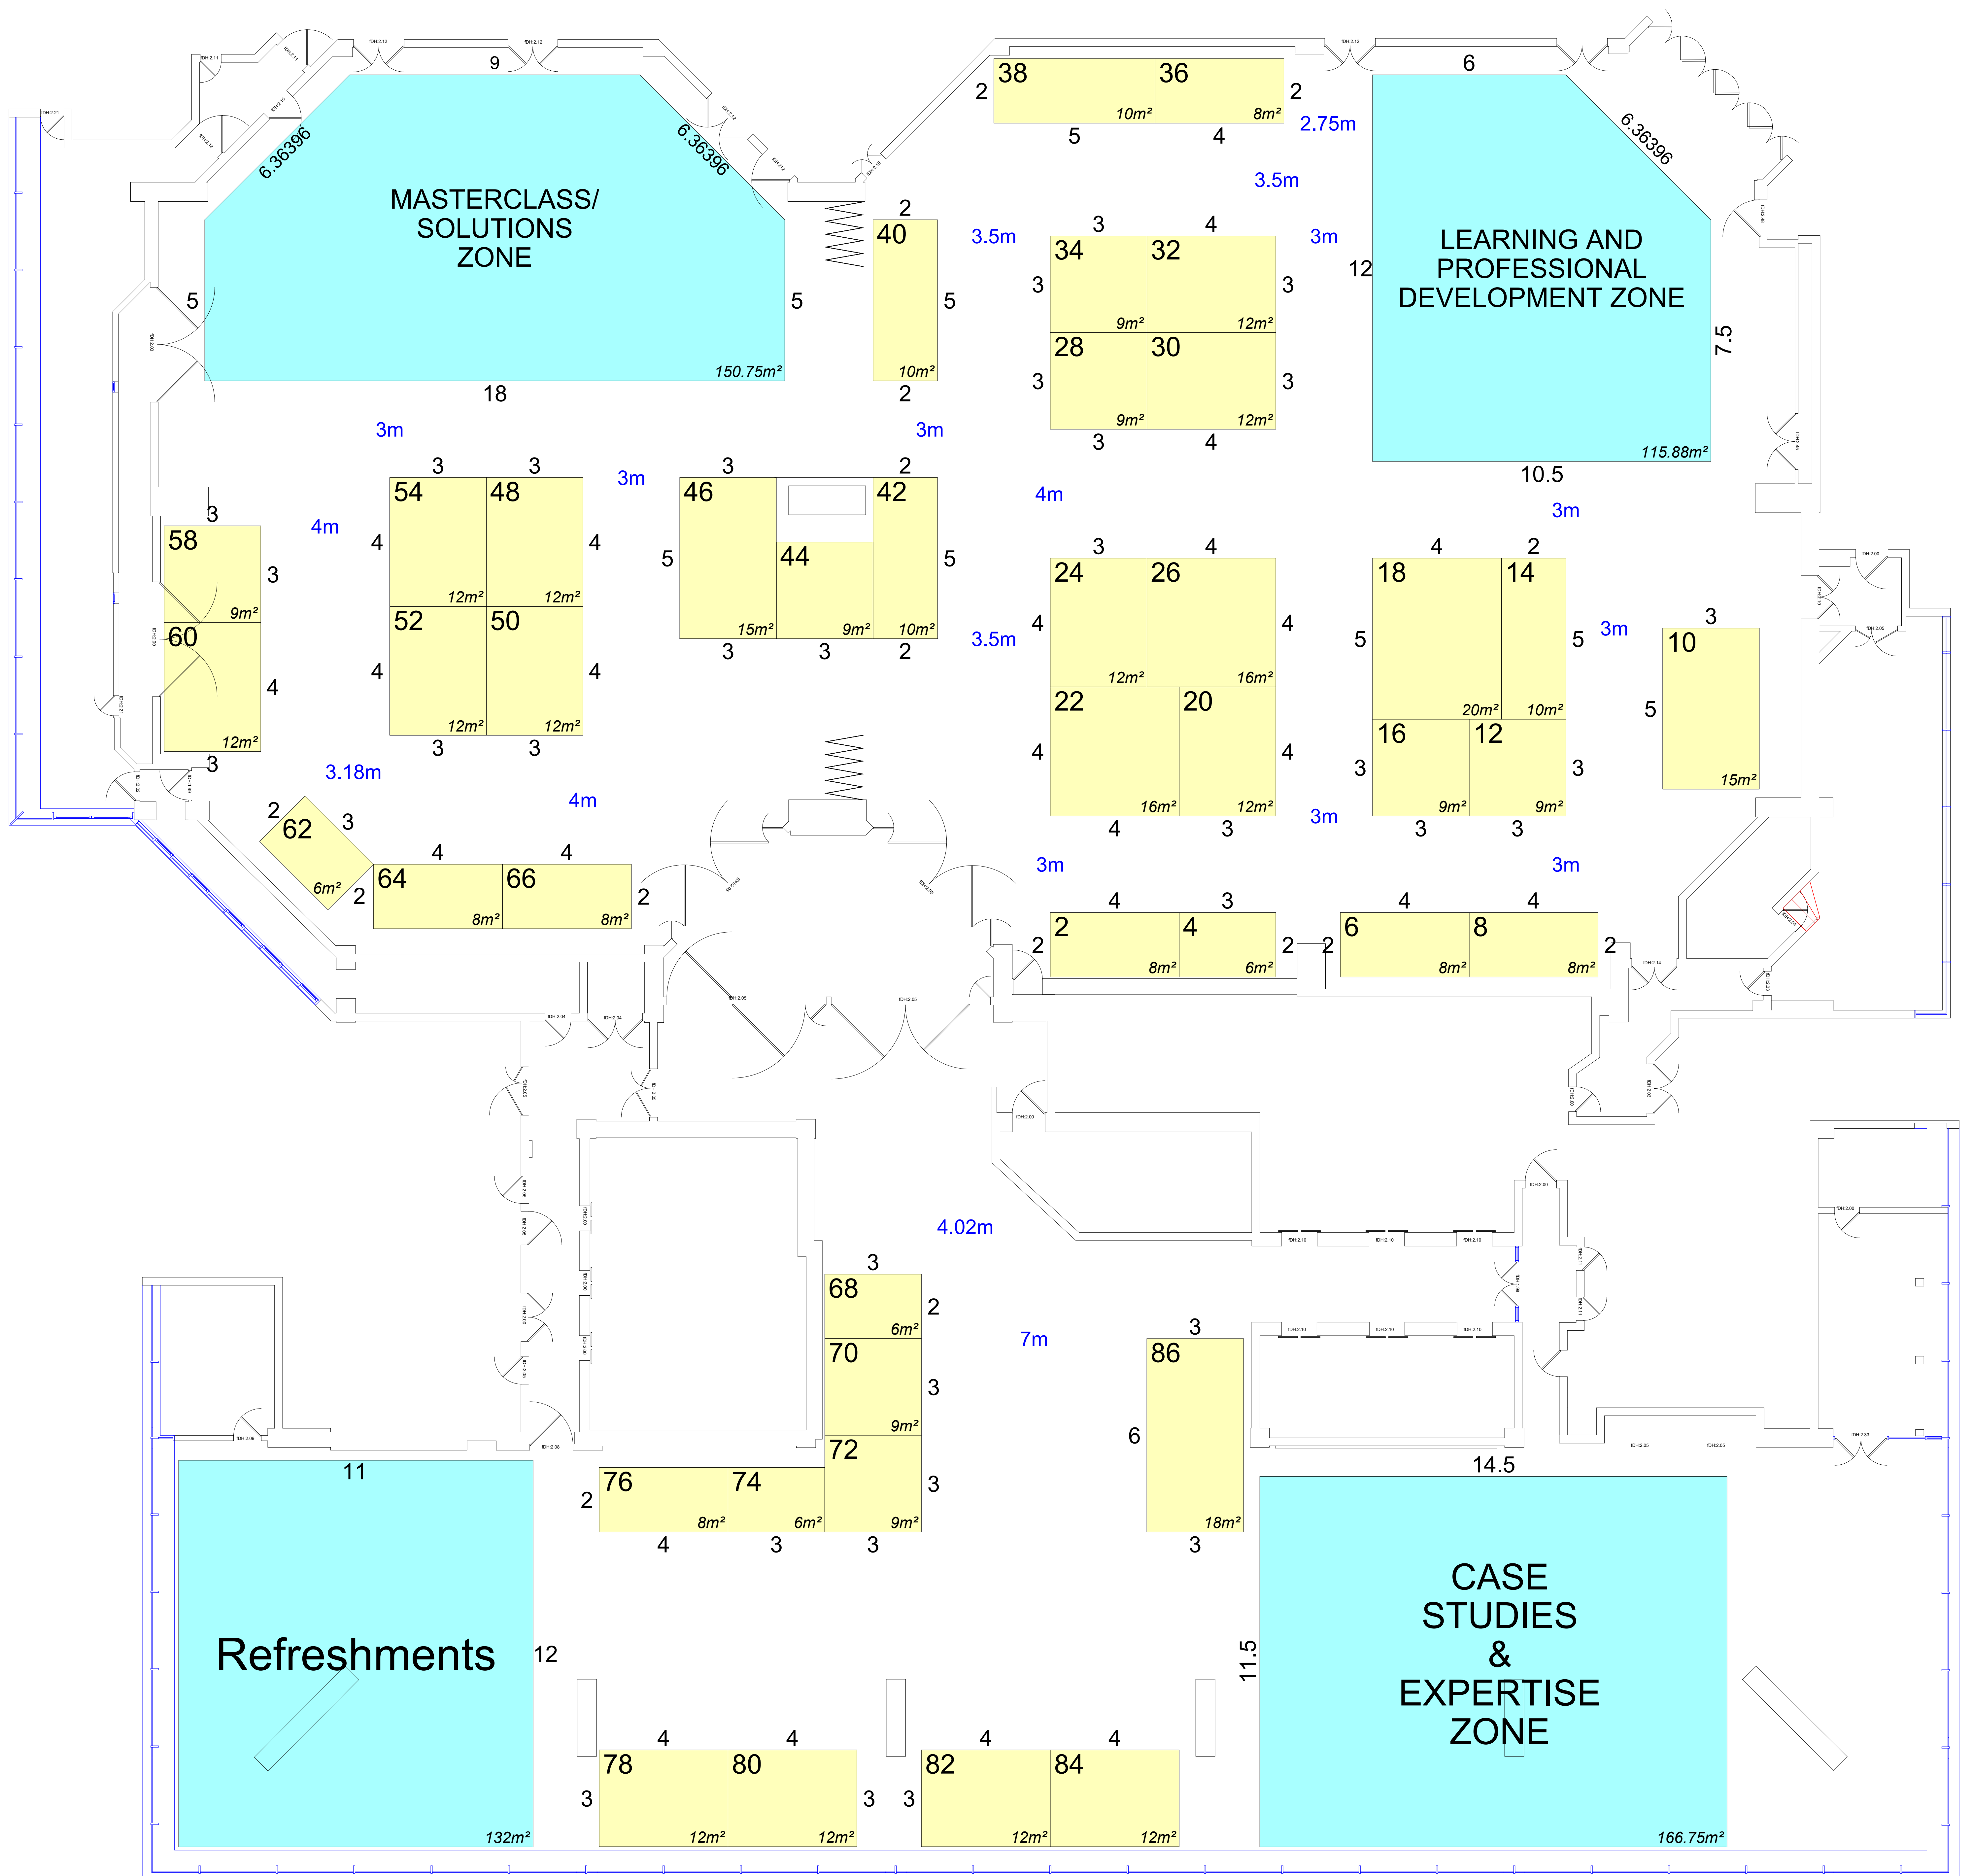 9
6.36396
6.36396
MASTERCLASS/
SOLUTIONS
ZONE
5
5
150.75m²
18
38
10m²
36
8m²
2
2
5
4
2.75m
3.5m
6
6.36396
12
LEARNING AND
PROFESSIONAL
DEVELOPMENT ZONE
7.5
115.88m²
10.5
2
40
5
10m²
2
3.5m
3m
3
4
34
9m²
32
12m²
3
3
28
9m²
30
12m²
3
3
3
4
3m
3m
3m
4m
3m
4m
3
58
9m²
3
60
12m²
4
3
3
3
54
12m²
48
12m²
4
4
52
12m²
50
12m²
4
4
3
3
3
2
46
15m²
44
9m²
42
10m²
5
5
3
3
2
3.5m
3
4
24
12m²
26
16m²
4
4
22
16m²
20
12m²
4
4
4
3
4
2
18
20m²
14
10m²
5
5
16
9m²
12
9m²
3
3
3
3
3m
3
10
15m²
5
3.18m
4m
3m
3m
3m
2
62
6m²
3
2
4
4
64
8m²
66
8m²
2
4
3
2
8m²
4
6m²
2
2
4
4
6
8m²
8
8m²
2
2
4.02m
7m
3
68
6m²
2
70
9m²
3
72
9m²
3
76
8m²
74
6m²
2
4
3
3
3
86
18m²
6
3
11
Refreshments
12
132m²
14.5
11.5
CASE
STUDIES
&
EXPERTISE
ZONE
166.75m²
4
4
78
12m²
80
12m²
3
3
4
4
82
12m²
84
12m²
3